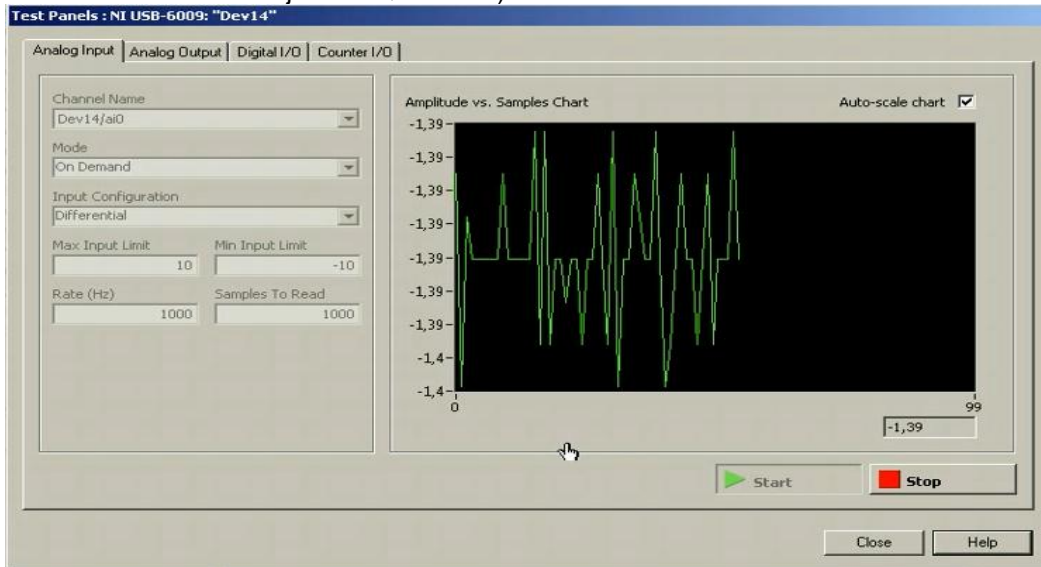 Test Panels : NI USB-6009: "Dev14"
Analog Input Analog Output Digital I/O Counter I/O
Channel Name
Dev14/ai0
Mode
On Demand
Input Configuration
Differential
Max Input Limit Min Input Limit
10 -10
Rate (Hz) Samples To Read
1000 1000
Amplitude vs. Samples Chart Auto-scale chart
-1,39
-1,39
-1,39
-1,39
-1,39
-1,39
-1,39
-1,4
-1,4
0 99
-1,39
Start Stop
Close Help